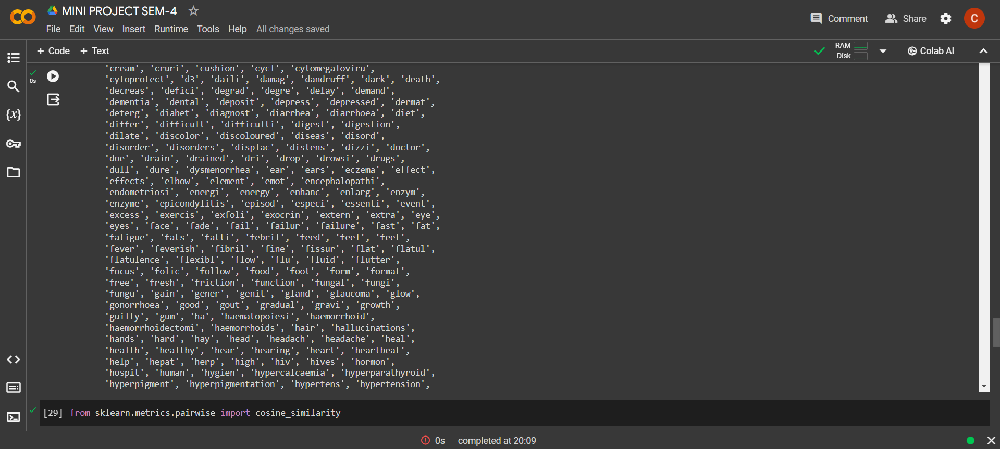 MINI PROJECT SEM-4
File Edit View Insert Runtime Tools Help All changes saved
Comment Share C
+ Code + Text
RAM
Disk
Colab AI
0s
'cream', 'cruri', 'cushion', 'cycl', 'cytomegaloviru',
'cytoprotect', 'd3', 'daili', 'damag', 'dandruff', 'dark', 'death',
'decreas', 'defici', 'degrad', 'degre', 'delay', 'demand',
'dementia', 'dental', 'deposit', 'depress', 'depressed', 'dermat',
'deterg', 'diabet', 'diagnost', 'diarrhea', 'diarrhoea', 'diet',
'differ', 'difficult', 'difficulti', 'digest', 'digestion',
'dilate', 'discolor', 'discoloured', 'diseas', 'disord',
'disorder', 'disorders', 'displac', 'distens', 'dizzi', 'doctor',
'doe', 'drain', 'drained', 'dri', 'drop', 'drowsi', 'drugs',
'dull', 'dure', 'dysmenorrhea', 'ear', 'ears', 'eczema', 'effect',
'effects', 'elbow', 'element', 'emot', 'encephalopathi',
'endometriosi', 'energi', 'energy', 'enhanc', 'enlarg', 'enzym',
'enzyme', 'epicondylitis', 'episod', 'especi', 'essenti', 'event',
'excess', 'exercis', 'exfoli', 'exocrin', 'extern', 'extra', 'eye',
'eyes', 'face', 'fade', 'fail', 'failur', 'failure', 'fast', 'fat',
'fatigue', 'fats', 'fatti', 'febril', 'feed', 'feel', 'feet',
'fever', 'feverish', 'fibril', 'fine', 'fissur', 'flat', 'flatul',
'flatulence', 'flexibl', 'flow', 'flu', 'fluid', 'flutter',
'focus', 'folic', 'follow', 'food', 'foot', 'form', 'format',
'free', 'fresh', 'friction', 'function', 'fungal', 'fungi',
'fungu', 'gain', 'gener', 'genit', 'gland', 'glaucoma', 'glow',
'gonorrhoea', 'good', 'gout', 'gradual', 'gravi', 'growth',
'guilty', 'gum', 'ha', 'haematopoiesi', 'haemorrhoid',
'haemorrhoidectomi', 'haemorrhoids', 'hair', 'hallucinations',
'hands', 'hard', 'hay', 'head', 'headach', 'headache', 'heal',
'health', 'healthy', 'hear', 'hearing', 'heart', 'heartbeat',
'help', 'hepat', 'herp', 'high', 'hiv', 'hives', 'hormon',
'hospit', 'human', 'hygien', 'hypercalcaemia', 'hyperparathyroid',
'hyperpigment', 'hyperpigmentation', 'hypertens', 'hypertension',
[29] from sklearn.metrics.pairwise import cosine_similarity
0s completed at 20:09